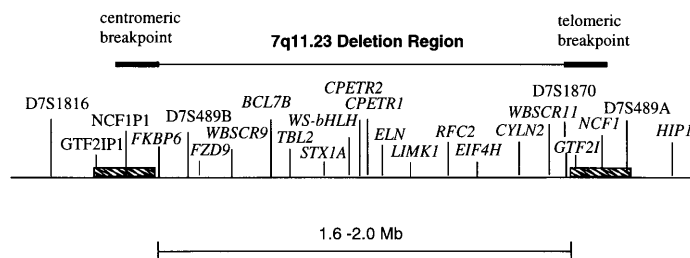 centromeric
breakpoint
7q11.23 Deletion Region
telomeric
breakpoint
D7S1816
GTF2IP1
NCF1P1
FKBP6
D7S489B
FZD9
WBSCR9
BCL7B
TBL2
STX1A
WS-bHLH
CPETR2
CPETR1
ELN
LIMK1
RFC2
EIF4H
CYLN2
WBSCR11
D7S1870
GTF2I
NCF1
D7S489A
HIP1
1.6 -2.0 Mb